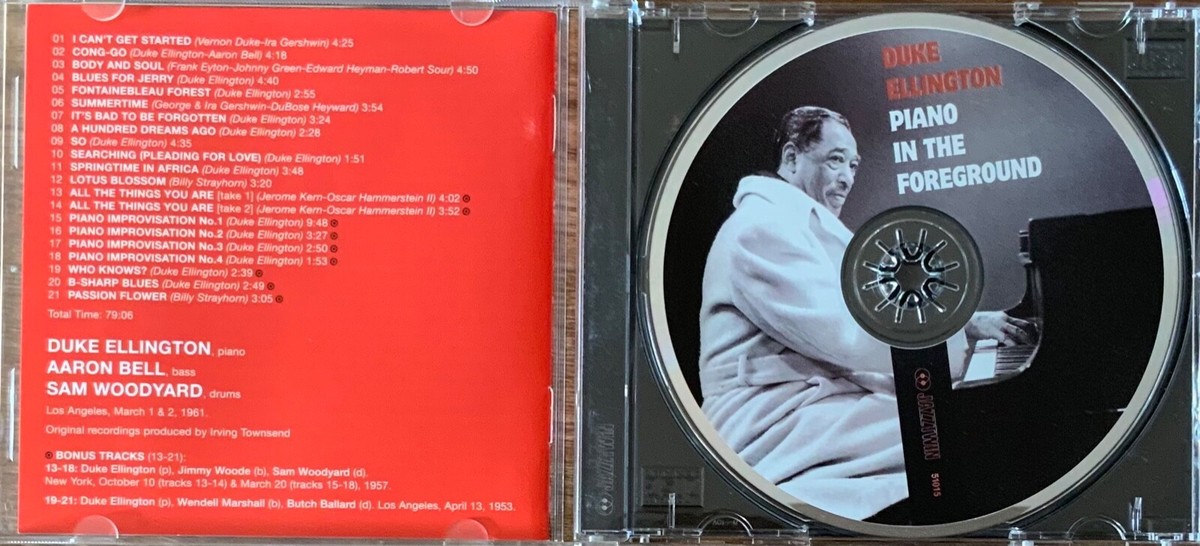 01 I CAN'T GET STARTED (Vernon Duke-Ira Gershwin) 4:25
02 CONG-GO (Duke Ellington-Aaron Bell) 4:18
03 BODY AND SOUL (Frank Eyton-Johnny Green-Edward Heyman-Robert Sour) 4:50
04 BLUES FOR JERRY (Duke Ellington) 4:40
05 FONTAINEBLEAU FOREST (Duke Ellington) 2:55
06 SUMMERTIME (George & Ira Gershwin-DuBose Heyward) 3:54
07 IT'S BAD TO BE FORGOTTEN (Duke Ellington) 3:24
08 A HUNDRED DREAMS AGO (Duke Ellington) 2:28
09 SO (Duke Ellington) 4:35
10 SEARCHING (PLEADING FOR LOVE) (Duke Ellington) 1:51
11 SPRINGTIME IN AFRICA (Duke Ellington) 3:48
12 LOTUS BLOSSOM (Billy Strayhorn) 3:20
13 ALL THE THINGS YOU ARE [take 1] (Jerome Kern-Oscar Hammerstein II) 4:02
14 ALL THE THINGS YOU ARE [take 2] (Jerome Kern-Oscar Hammerstein II) 3:52
15 PIANO IMPROVISATION No.1 (Duke Ellington) 9:48
16 PIANO IMPROVISATION No.2 (Duke Ellington) 3:27
17 PIANO IMPROVISATION No.3 (Duke Ellington) 2:50
18 PIANO IMPROVISATION No.4 (Duke Ellington) 1:53
19 WHO KNOWS? (Duke Ellington) 2:39
20 B-SHARP BLUES (Duke Ellington) 2:49
21 PASSION FLOWER (Billy Strayhorn) 3:05
Total Time: 79:06
DUKE ELLINGTON, piano
AARON BELL, bass
SAM WOODYARD, drums
Los Angeles, March 1 & 2, 1961.
Original recordings produced by Irving Townsend
BONUS TRACKS (13-21):
13-18: Duke Ellington (p), Jimmy Woode (b), Sam Woodyard (d).
New York, October 10 (tracks 13-14) & March 20 (tracks 15-18), 1957.
19-21: Duke Ellington (p), Wendell Marshall (b), Butch Ballard (d). Los Angeles, April 13, 1953.
DUKE
ELLINGTON
PIANO
IN THE
FOREGROUND
JAZZTWIN
51015